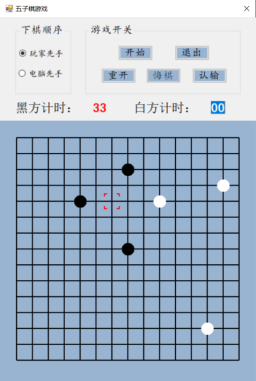 五子棋游戏
下棋顺序
游戏开关
玩家先手
开始
退出
电脑先手
重开
悔棋
认输
黑方计时： 33 白方计时： 00